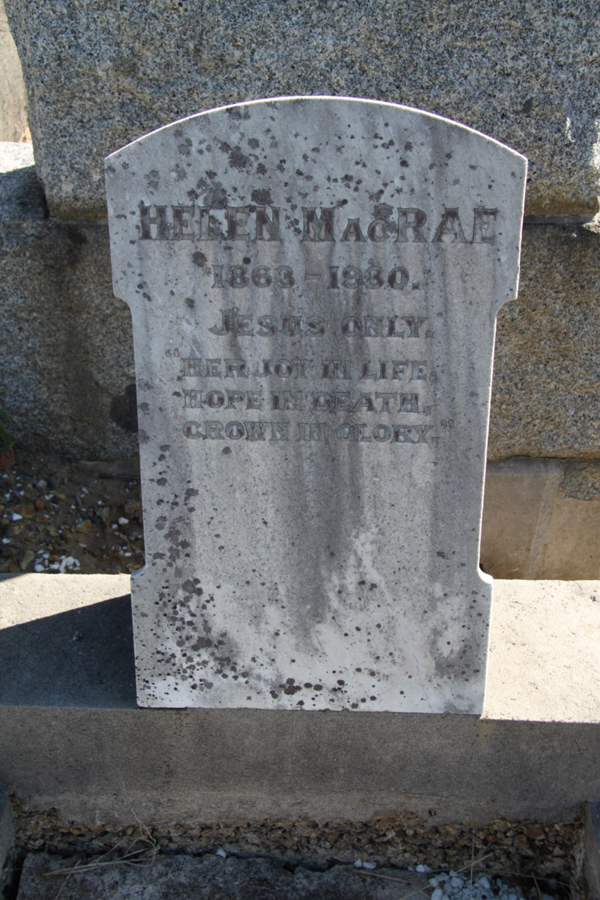 HELEN MACRAE
1863 - 1930.
JESUS ONLY.
"HER JOY IN LIFE.
HOPE IN DEATH.
CROWN IN GLORY."